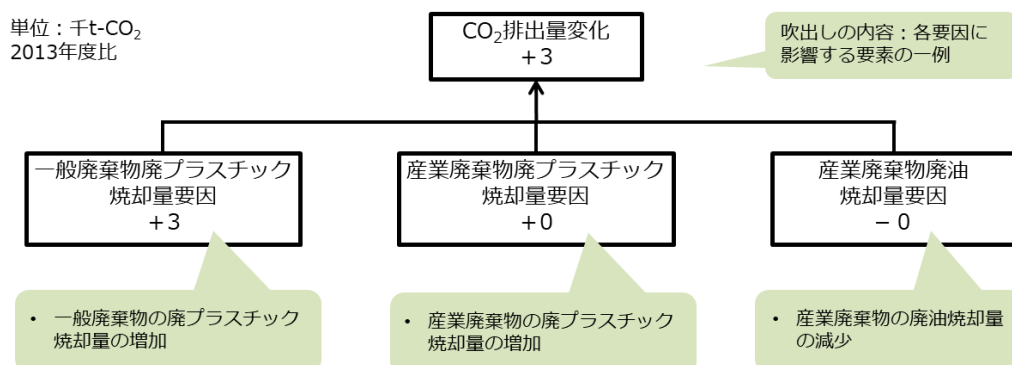 単位：千t-CO₂
2013年度比
CO₂排出量変化
+3
吹出しの内容：各要因に
影響する要素の一例
一般廃棄物廃プラスチック
焼却量要因
+3
産業廃棄物廃プラスチック
焼却量要因
+0
産業廃棄物廃油
焼却量要因
－0
• 一般廃棄物の廃プラスチック
焼却量の増加
• 産業廃棄物の廃プラスチック
焼却量の増加
• 産業廃棄物の廃油焼却量
の減少